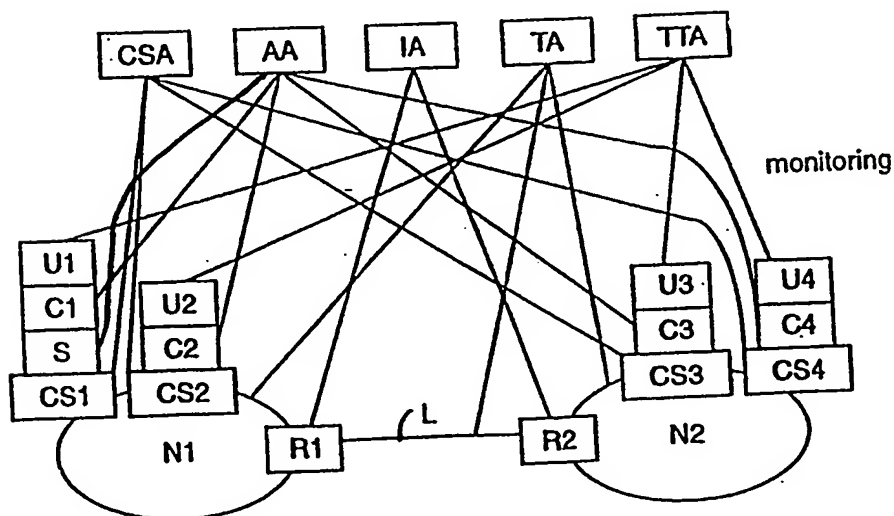 CSA AA IA TA TTA
monitoring
U1
C1
S
CS1
U2
C2
CS2
U3
C3
CS3
U4
C4
CS4
N1
R1
L
R2
N2